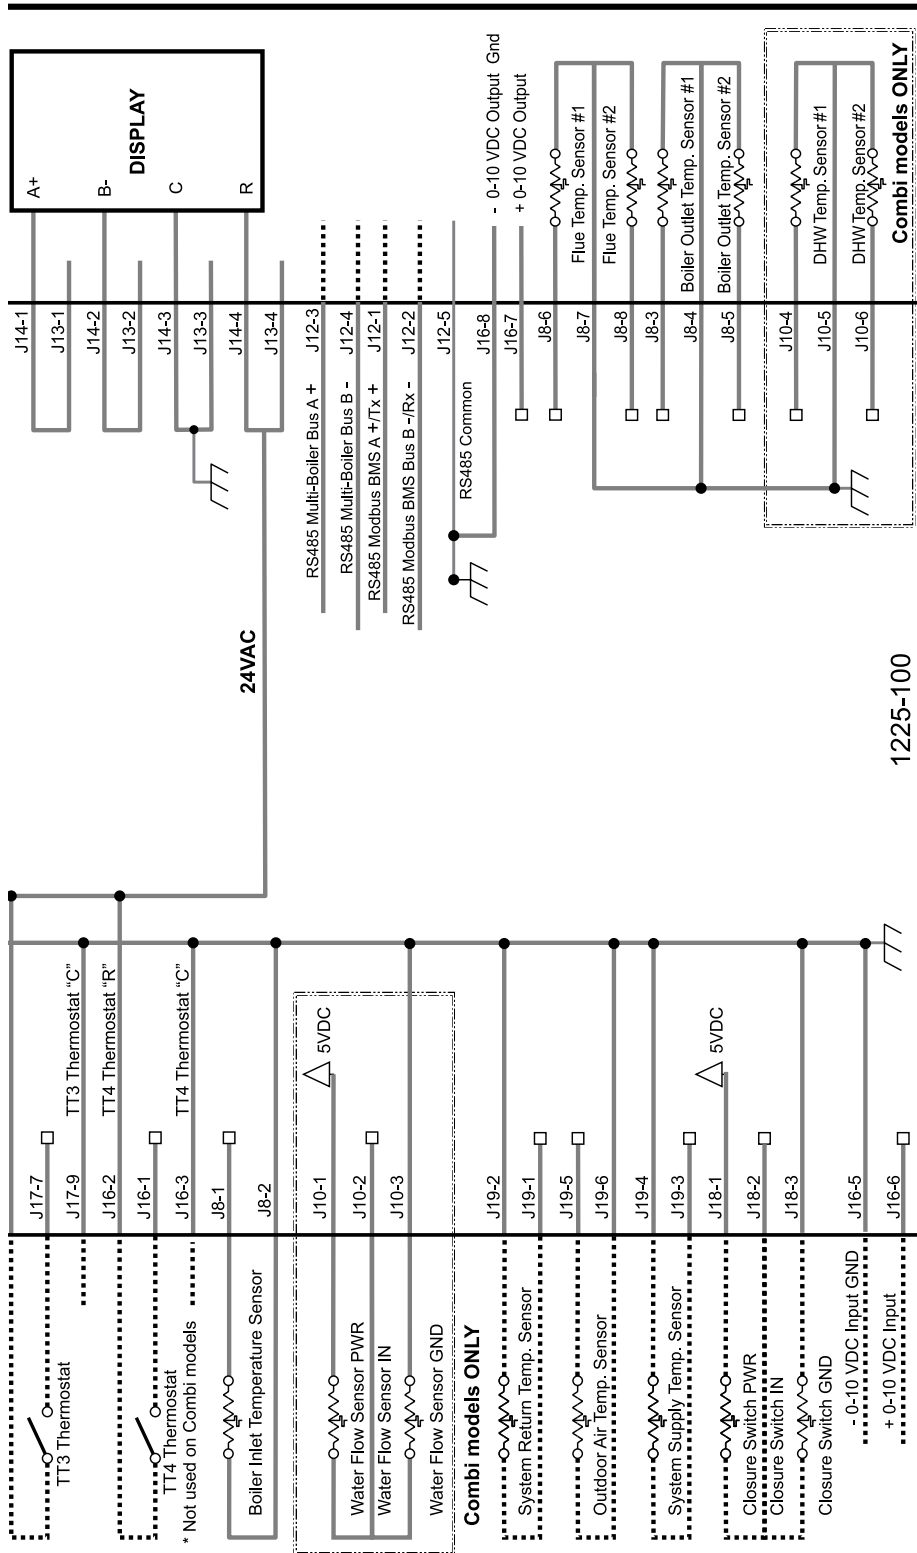 DISPLAY
A+
B-
C
R
J14-1
J13-1
J14-2
J13-2
J14-3
J13-3
J14-4
J13-4
24VAC
J12-3
RS485 Multi-Boiler Bus A +
J12-4
RS485 Multi-Boiler Bus B -
J12-1
RS485 Modbus BMS A +/Tx +
J12-2
RS485 Modbus BMS Bus B -/Rx -
J12-5
RS485 Common
J16-8
- 0-10 VDC Output Gnd
J16-7
+ 0-10 VDC Output
J8-6
Flue Temp. Sensor #1
J8-7
Flue Temp. Sensor #2
J8-8
J8-3
Boiler Outlet Temp. Sensor #1
J8-4
Boiler Outlet Temp. Sensor #2
J8-5
J10-4
DHW Temp. Sensor #1
J10-5
DHW Temp. Sensor #2
J10-6
Combi models ONLY
J17-7
TT3 Thermostat
J17-9
TT3 Thermostat “C”
J16-2
TT4 Thermostat “R”
J16-1
TT4 Thermostat
* Not used on Combi models
J16-3
TT4 Thermostat “C”
J8-1
Boiler Inlet Temperature Sensor
J8-2
J10-1
5VDC
Water Flow Sensor PWR
J10-2
Water Flow Sensor IN
J10-3
Water Flow Sensor GND
Combi models ONLY
J19-2
System Return Temp. Sensor
J19-1
J19-5
Outdoor Air Temp. Sensor
J19-6
J19-4
System Supply Temp. Sensor
J19-3
J18-1
5VDC
Closure Switch PWR
J18-2
Closure Switch IN
J18-3
Closure Switch GND
J16-5
- 0-10 VDC Input GND
J16-6
+ 0-10 VDC Input
1225-100